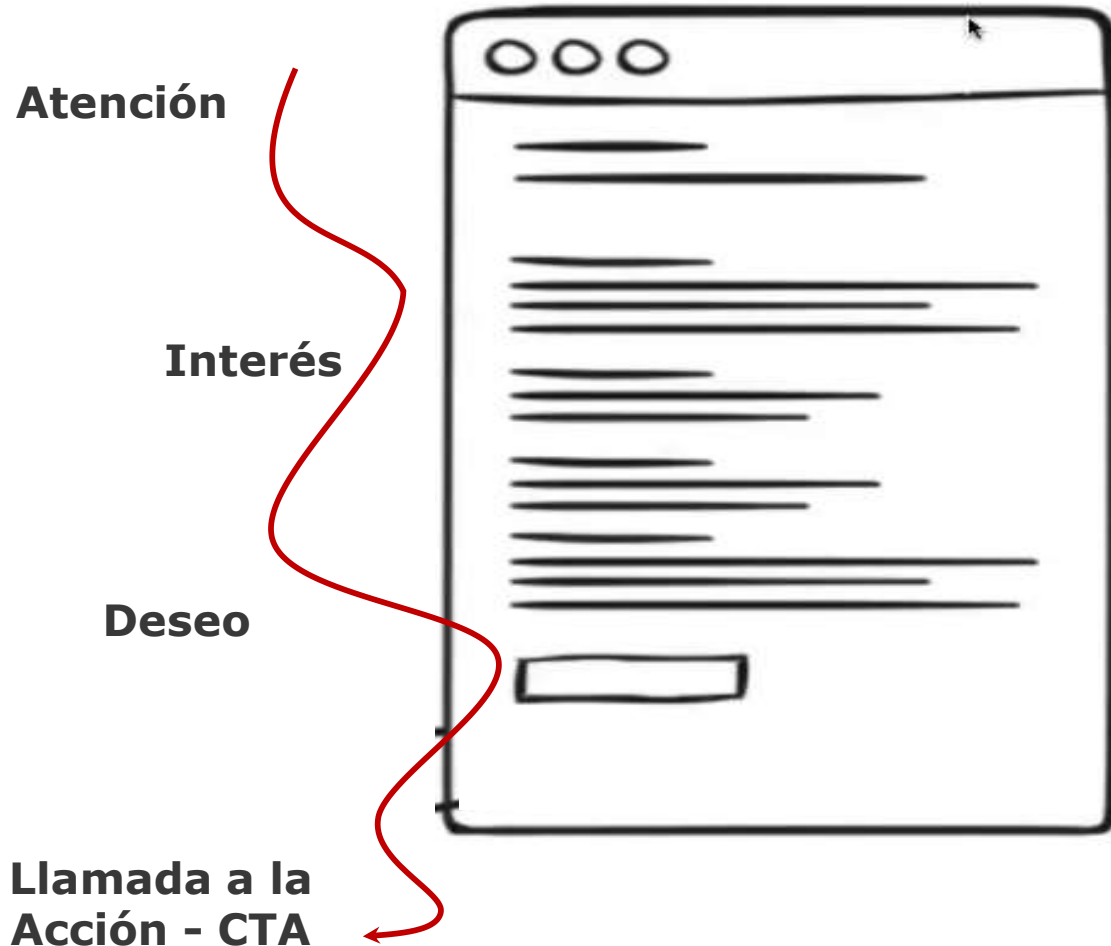 Atención
Interés
Deseo
Llamada a la
Acción - CTA